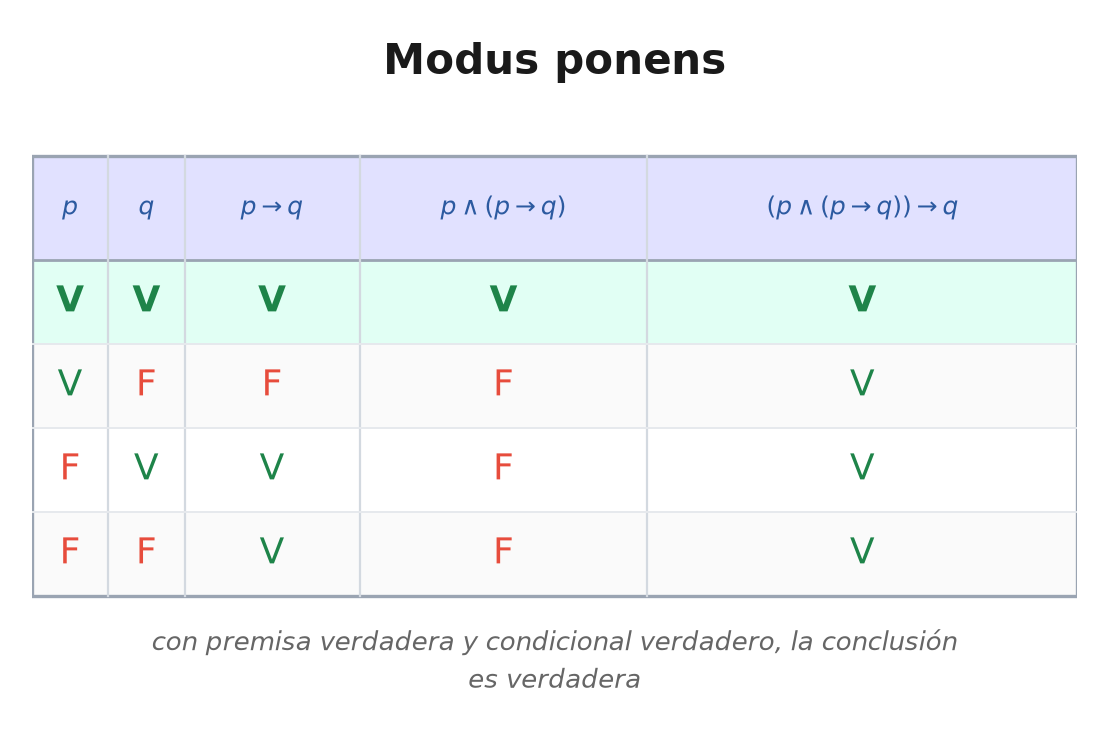 Modus ponens
p q p → q p ∧ (p → q) (p ∧ (p → q)) → q
V V V V V
V F F F V
F V V F V
F F V F V
con premisa verdadera y condicional verdadero, la conclusión
es verdadera